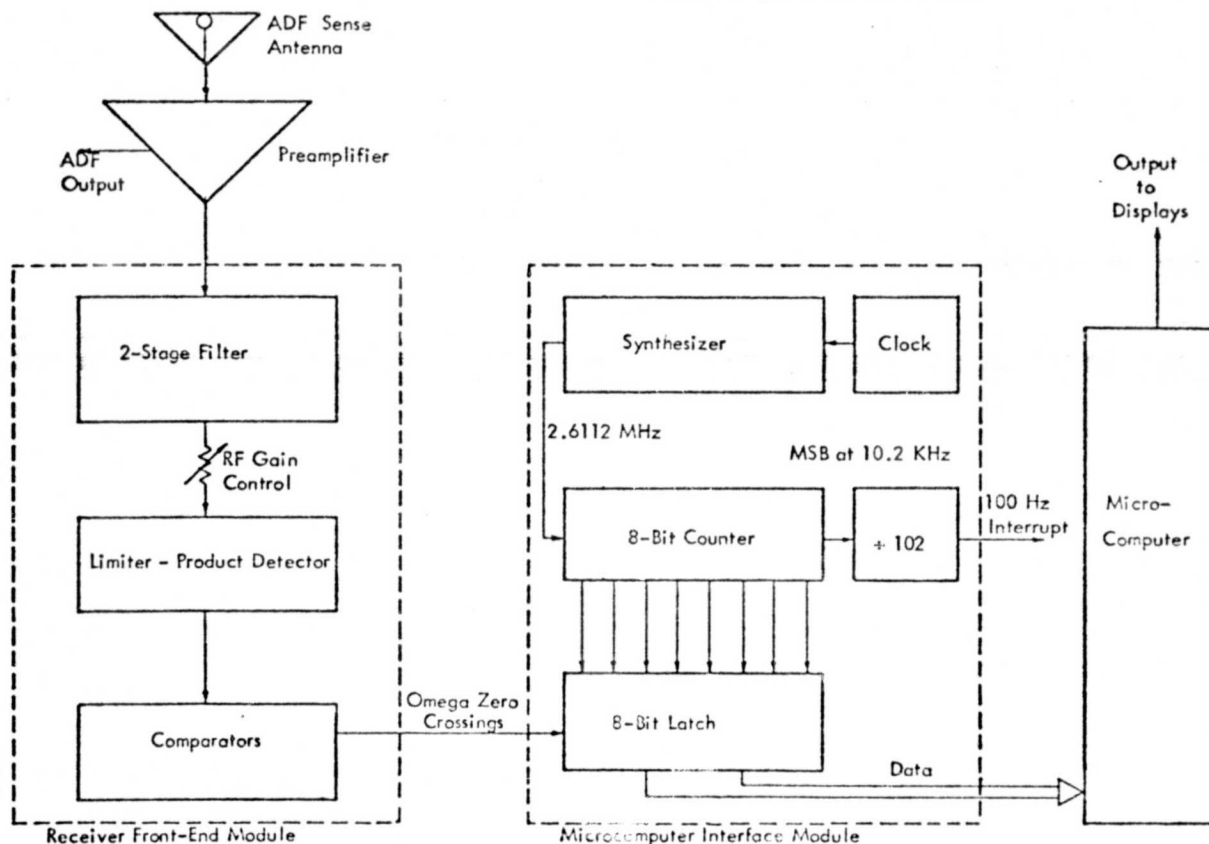 ADF Sense
Antenna
Preamplifier
ADF
Output
Output
to
Displays
2-Stage Filter
RF Gain
Control
Limiter - Product Detector
Comparators
Receiver Front-End Module
Omega Zero
Crossings
Synthesizer
Clock
2.6112 MHz
MSB at 10.2 KHz
8-Bit Counter
÷ 102
100 Hz
Interrupt
8-Bit Latch
Data
Microcomputer Interface Module
Micro-
Computer